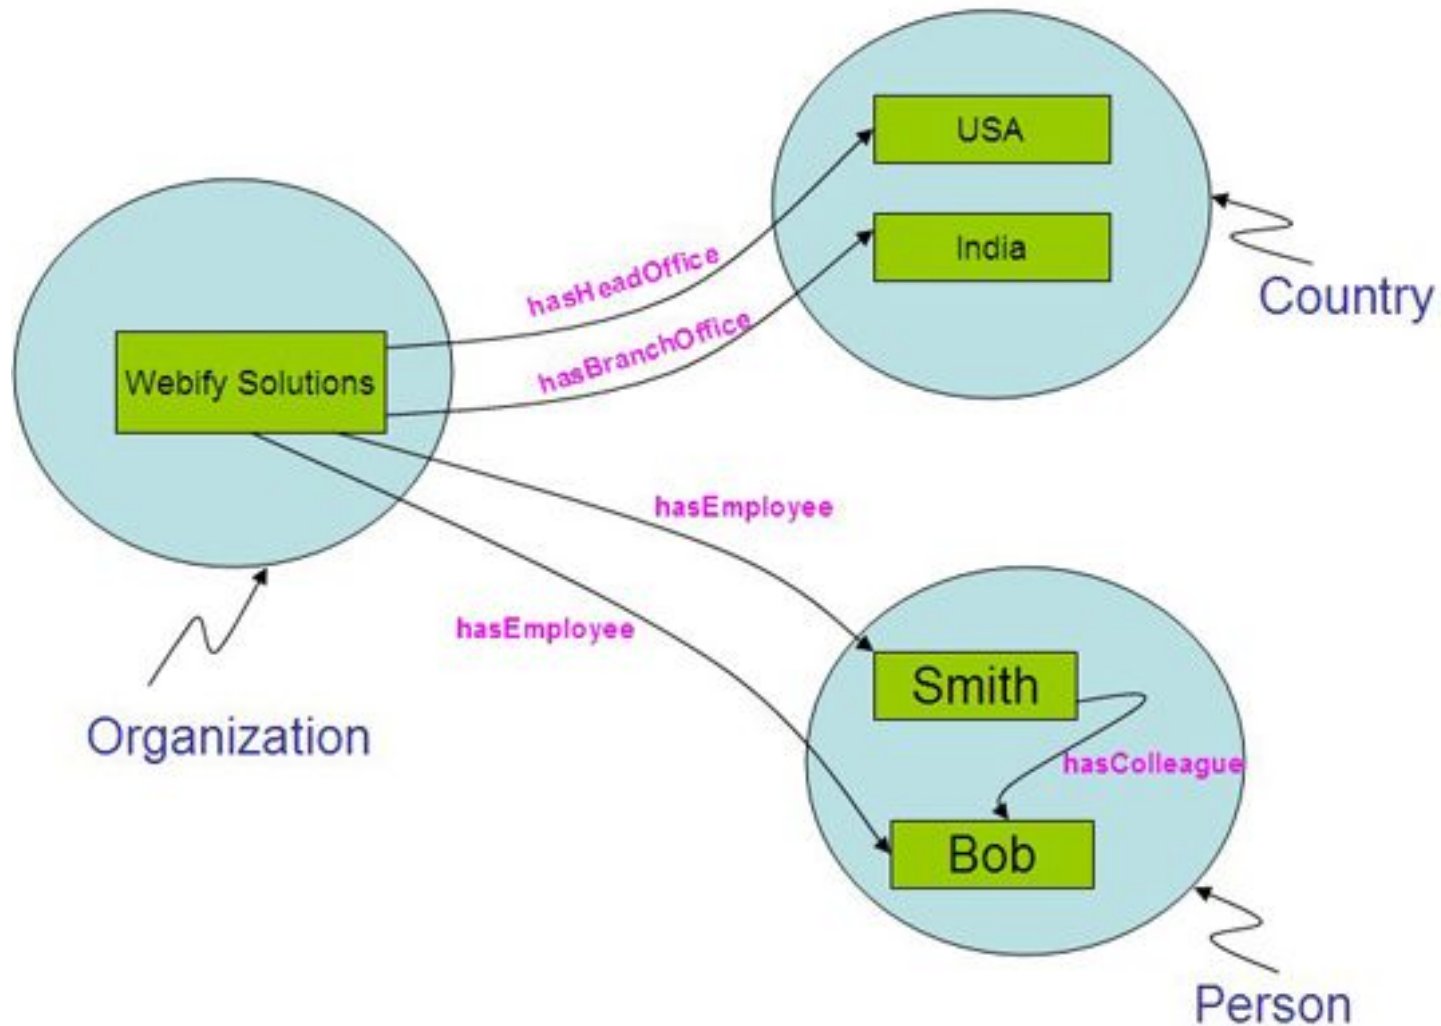 USA
India
Country
hasHeadOffice
hasBranchOffice
Webify Solutions
hasEmployee
hasEmployee
Organization
Smith
hasColleague
Bob
Person